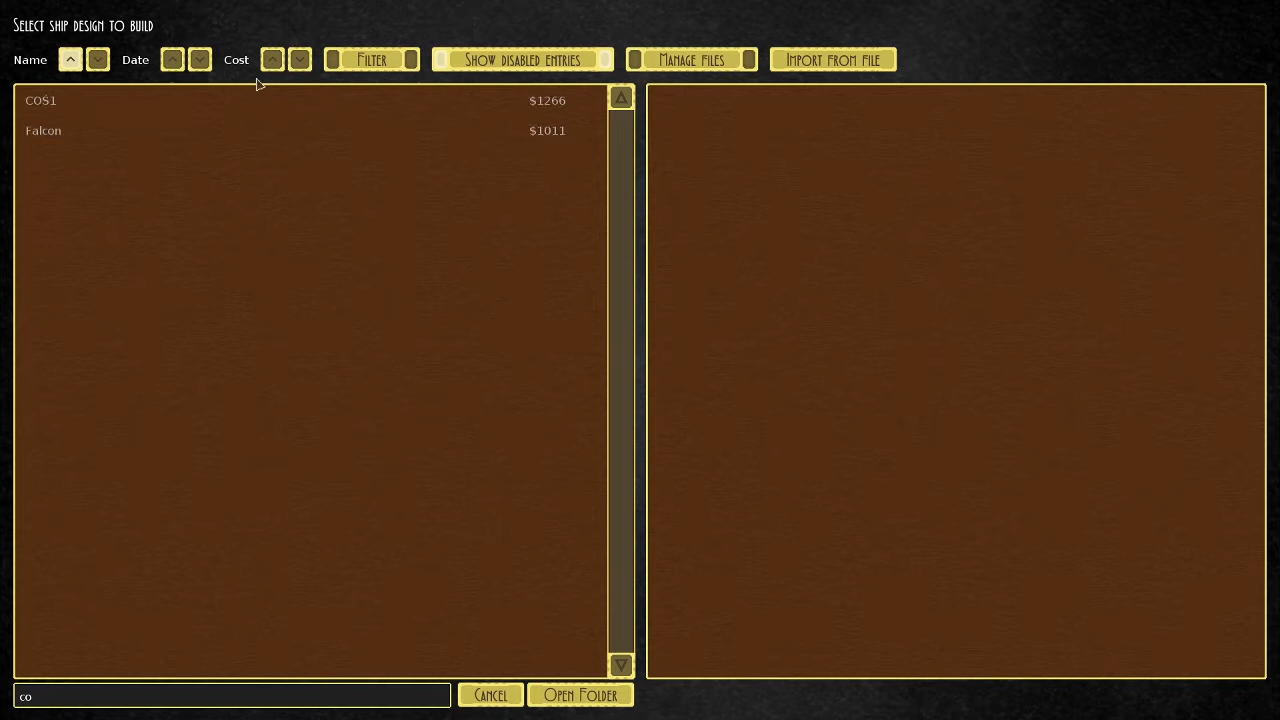 Select ship design to build
Name Date Cost Filter Show disabled entries Manage files Import from file
COŚ1 $1266
Falcon $1011
co Cancel Open Folder